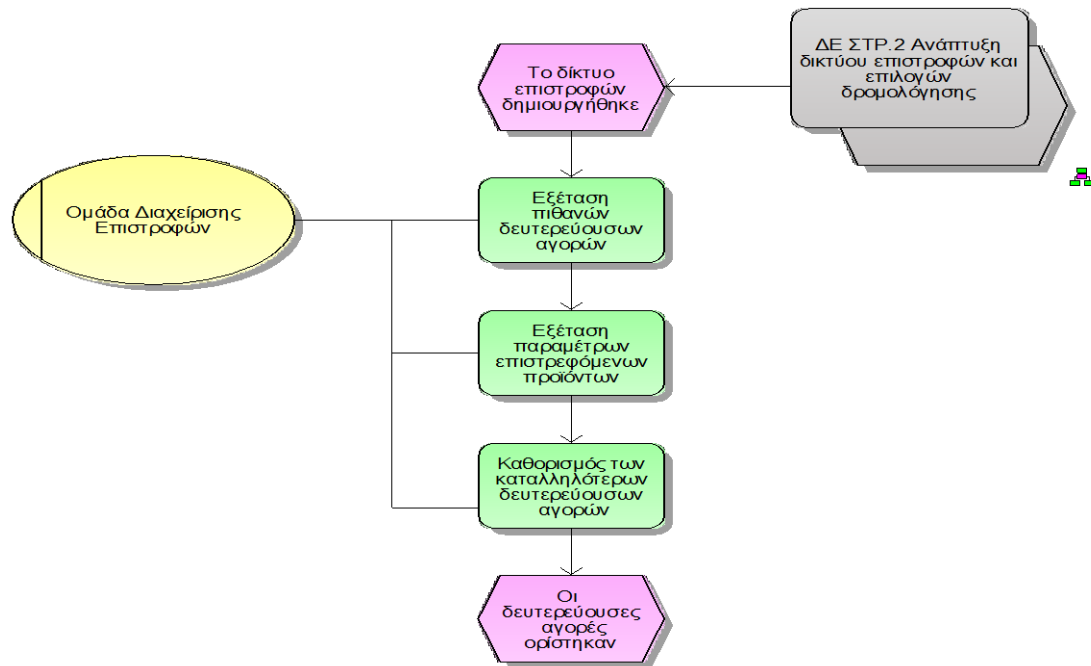 Το δίκτυο
επιστροφών
δημιουργήθηκε
ΔΕ ΣΤΡ.2 Ανάπτυξη
δικτύου επιστροφών και
επιλογών
δρομολόγησης
Ομάδα Διαχείρισης
Επιστροφών
Εξέταση
πιθανών
δευτερεύουσων
αγορών
Εξέταση
παραμέτρων
επιστρεφόμενων
προϊόντων
Καθορισμός των
καταλληλότερων
δευτερεύουσων
αγορών
Οι
δευτερεύουσες
αγορές
ορίστηκαν